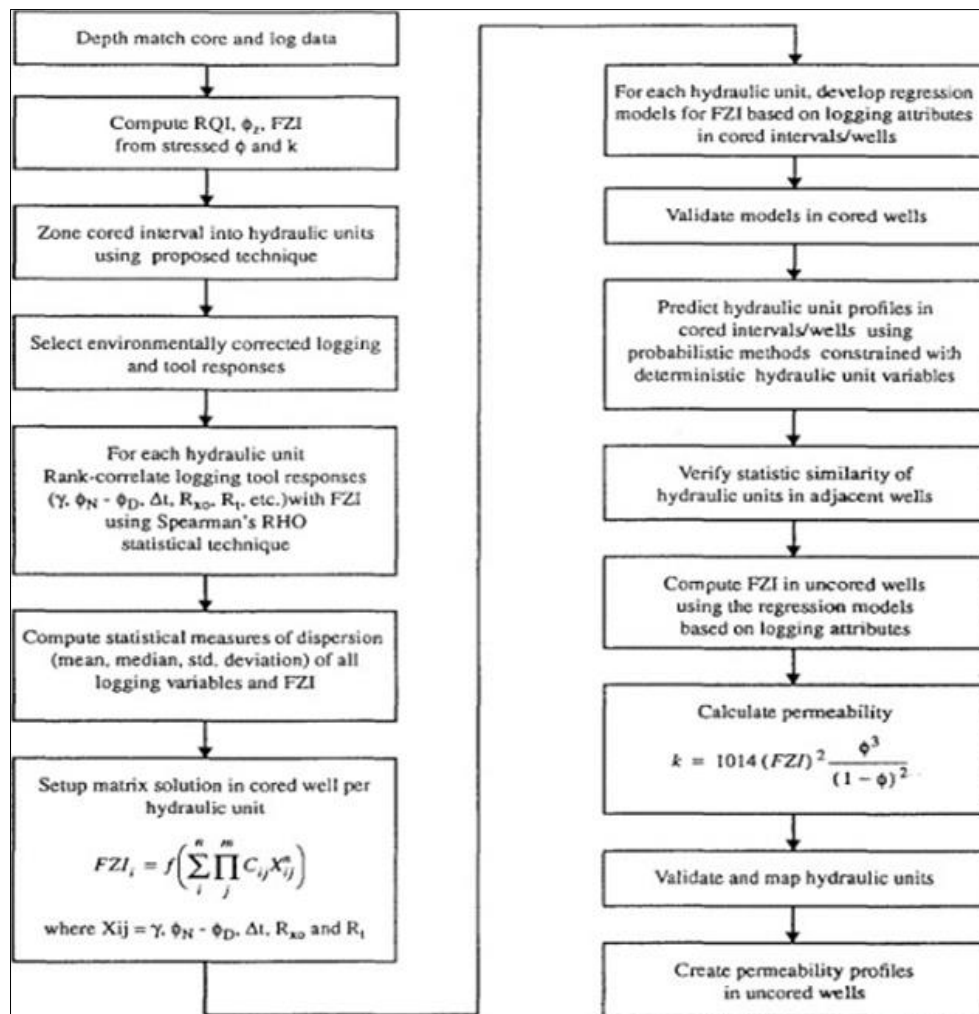 Depth match core and log data
Compute RQI, ϕz, FZI
from stressed ϕ and k
Zone cored interval into hydraulic units
using proposed technique
Select environmentally corrected logging
and tool responses
For each hydraulic unit
Rank-correlate logging tool responses
(γ, ϕN - ϕD, Δt, Rxo, Rt, etc.)with FZI
using Spearman's RHO
statistical technique
Compute statistical measures of dispersion
(mean, median, std. deviation) of all
logging variables and FZI
Setup matrix solution in cored well per
hydraulic unit
FZIi = f(∑i^n ∏j^m Cij Xij^a)
where Xij = γ, ϕN - ϕD, Δt, Rxo and Rt
For each hydraulic unit, develop regression
models for FZI based on logging attributes
in cored intervals/wells
Validate models in cored wells
Predict hydraulic unit profiles in
cored intervals/wells using
probabilistic methods constrained with
deterministic hydraulic unit variables
Verify statistic similarity of
hydraulic units in adjacent wells
Compute FZI in uncored wells
using the regression models
based on logging attributes
Calculate permeability
k = 1014 (FZI)² ϕ³ / (1 - ϕ)²
Validate and map hydraulic units
Create permeability profiles
in uncored wells